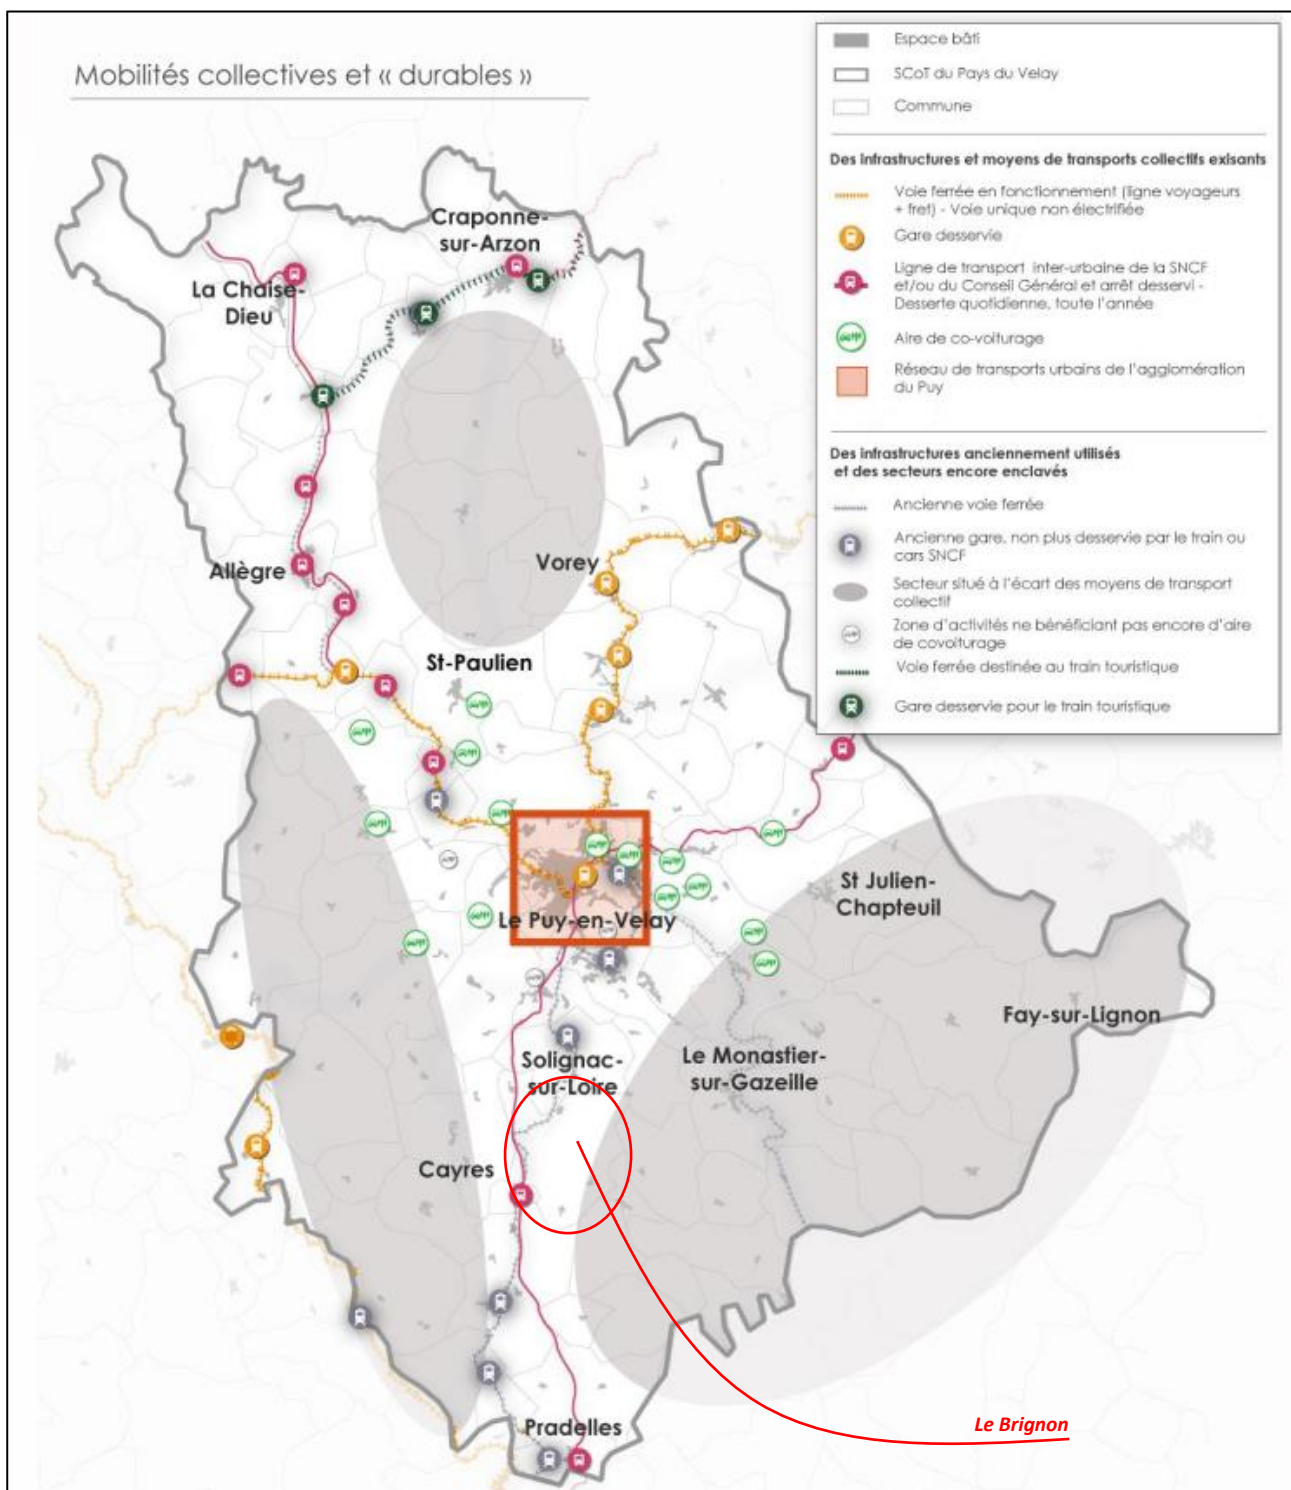 Mobilités collectives et « durables »
Espace bâti
SCoT du Pays du Velay
Commune
Des infrastructures et moyens de transports collectifs exisants
Voie ferrée en fonctionnement (ligne voyageurs
+ fret) - Voie unique non électrifiée
Gare desservie
Ligne de transport inter-urbaine de la SNCF
et/ou du Conseil Général et arrêt desservi -
Desserte quotidienne, toute l'année
Aire de co-voiturage
Réseau de transports urbains de l'agglomération
du Puy
Des infrastructures anciennement utilisés
et des secteurs encore enclavés
Ancienne voie ferrée
Ancienne gare, non plus desservie par le train ou
cars SNCF
Secteur situé à l'écart des moyens de transport
collectif
Zone d'activités ne bénéficiant pas encore d'aire
de covoiturage
Voie ferrée destinée au train touristique
Gare desservie pour le train touristique
Craponne-
sur-Arzon
La Chaise-
Dieu
Allègre
Vorey
St-Paulien
St Julien-
Chapteuil
Le Puy-en-Velay
Fay-sur-Lignon
Solignac-
sur-Loire
Le Monastier-
sur-Gazeille
Cayres
Pradelles
Le Brignon